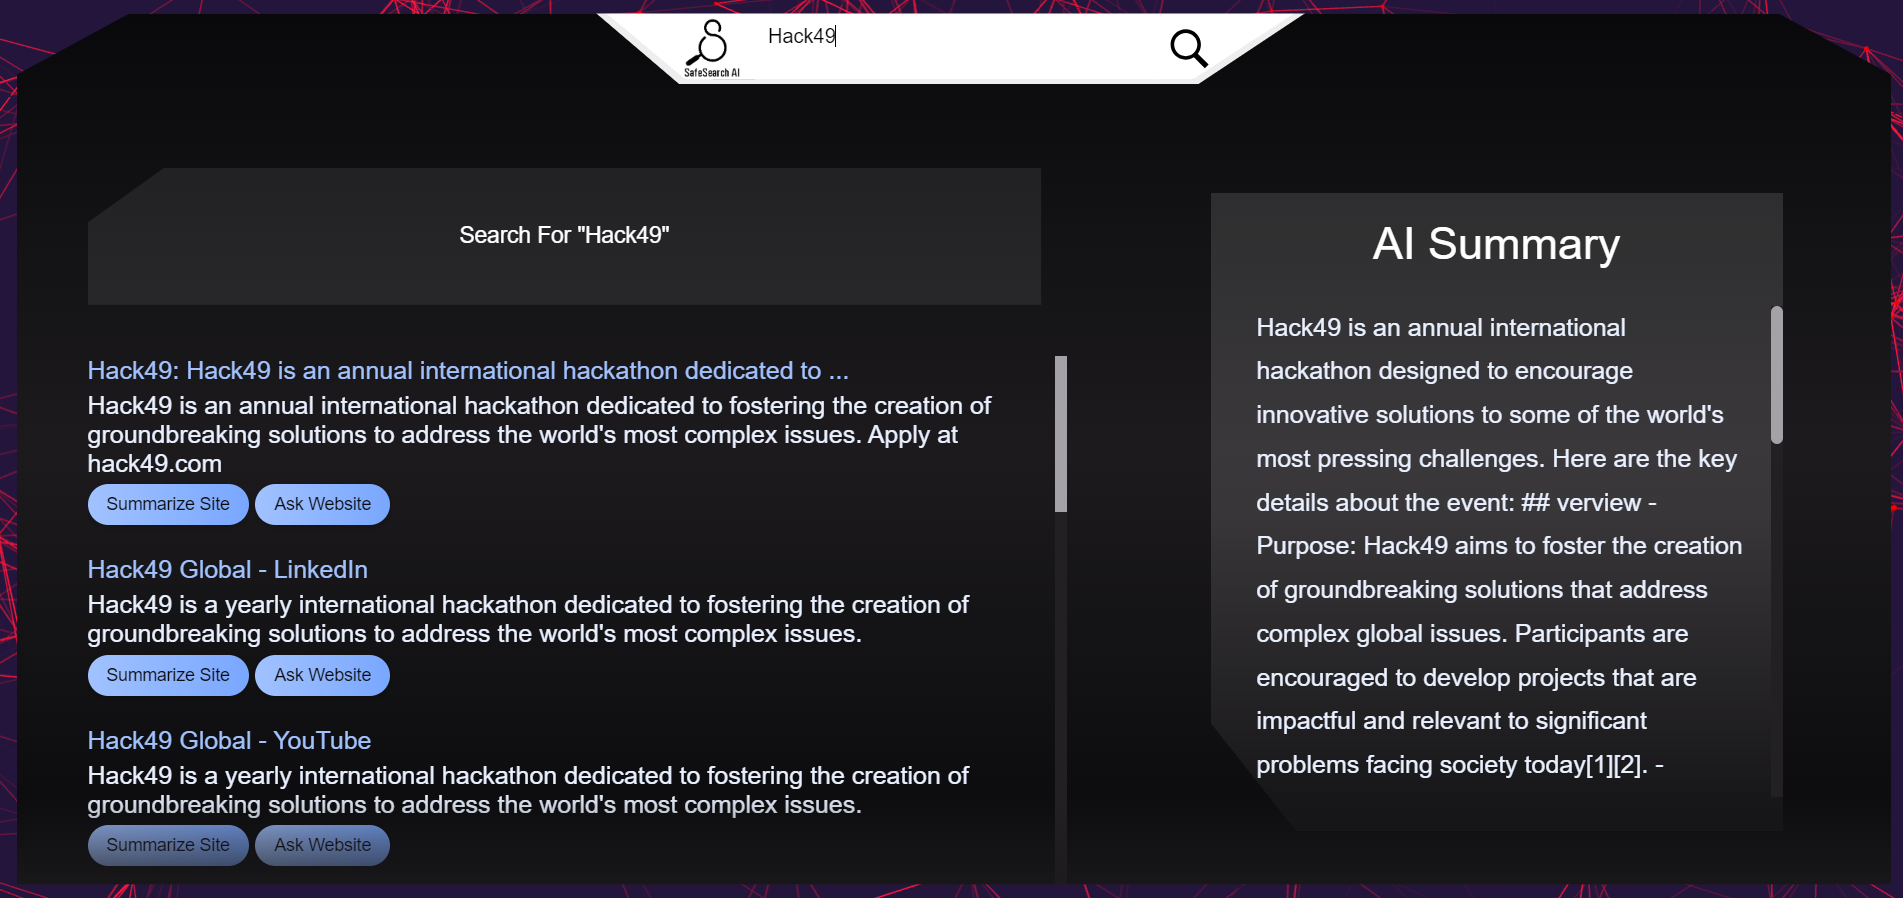 SafeSearch AI
Hack49
Search For "Hack49"
Hack49: Hack49 is an annual international hackathon dedicated to ...
Hack49 is an annual international hackathon dedicated to fostering the creation of
groundbreaking solutions to address the world's most complex issues. Apply at
hack49.com
Summarize Site
Ask Website
Hack49 Global - LinkedIn
Hack49 is a yearly international hackathon dedicated to fostering the creation of
groundbreaking solutions to address the world's most complex issues.
Summarize Site
Ask Website
Hack49 Global - YouTube
Hack49 is a yearly international hackathon dedicated to fostering the creation of
groundbreaking solutions to address the world's most complex issues.
Summarize Site
Ask Website
AI Summary
Hack49 is an annual international
hackathon designed to encourage
innovative solutions to some of the world's
most pressing challenges. Here are the key
details about the event: ## verview -
Purpose: Hack49 aims to foster the creation
of groundbreaking solutions that address
complex global issues. Participants are
encouraged to develop projects that are
impactful and relevant to significant
problems facing society today[1][2]. -